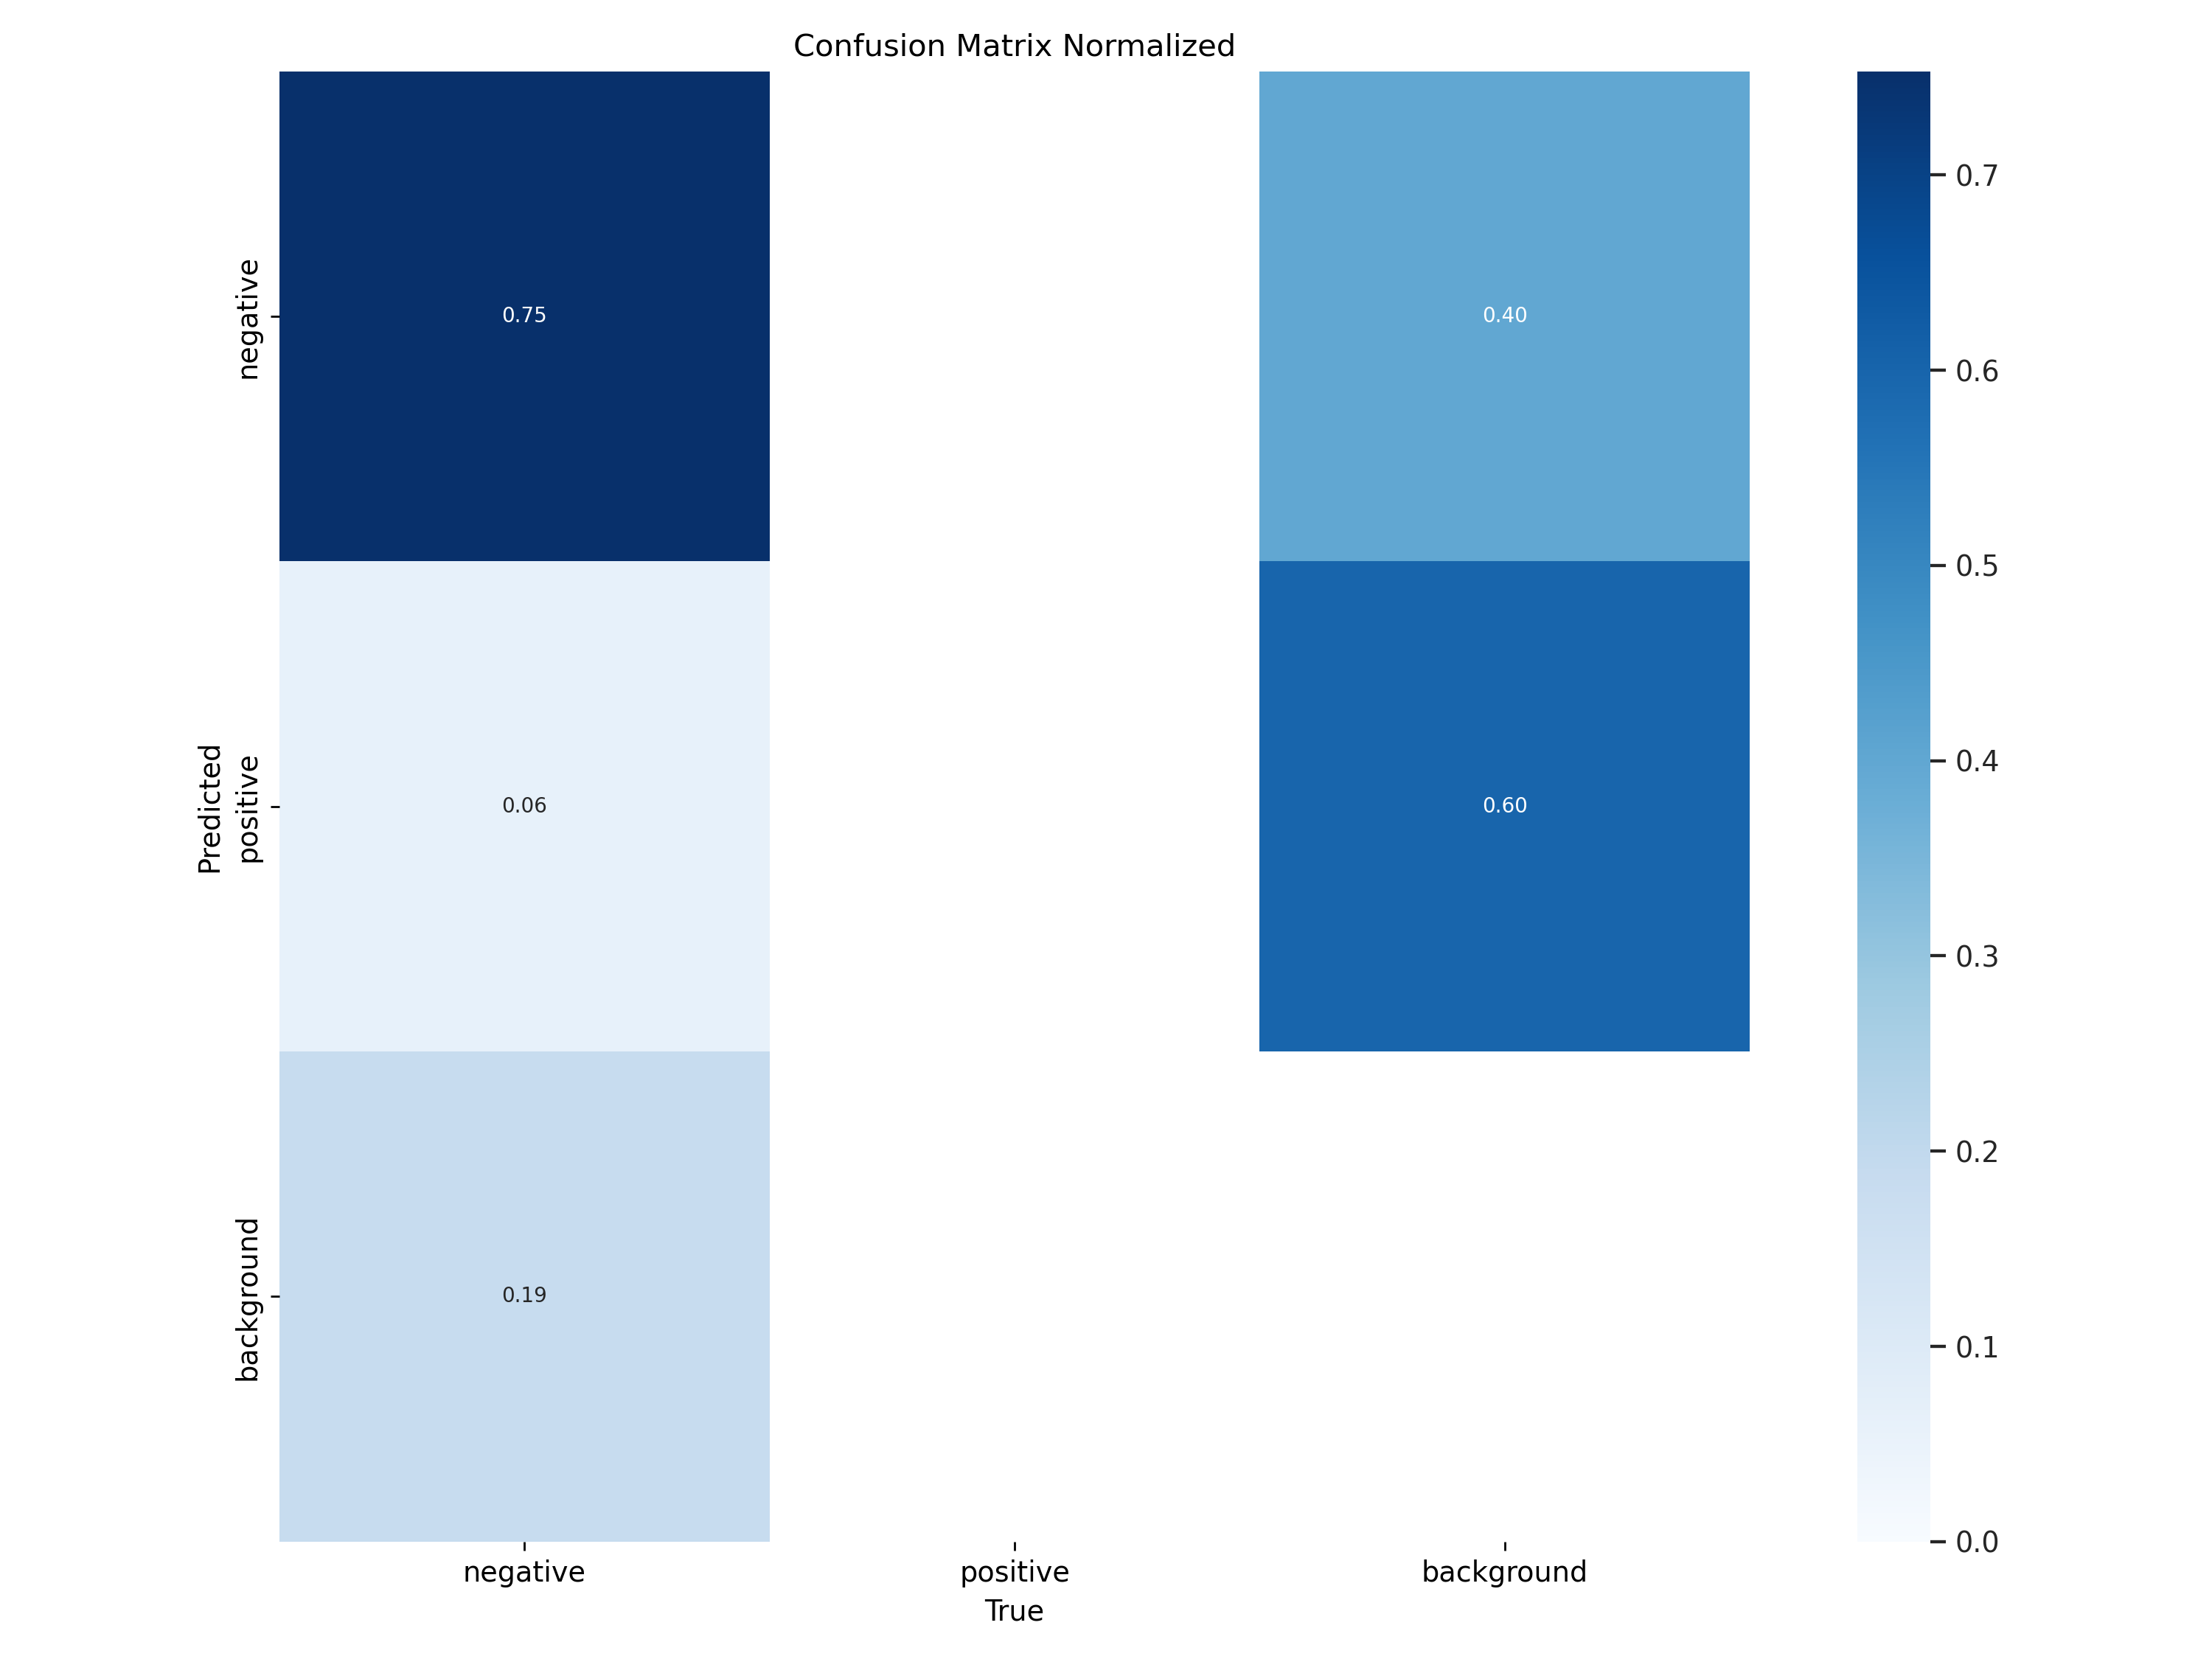 Confusion Matrix Normalized
negative
0.75
0.40
0.7
0.6
0.5
Predicted
positive
0.06
0.60
0.4
0.3
background
0.19
0.2
0.1
0.0
negative
positive
background
True